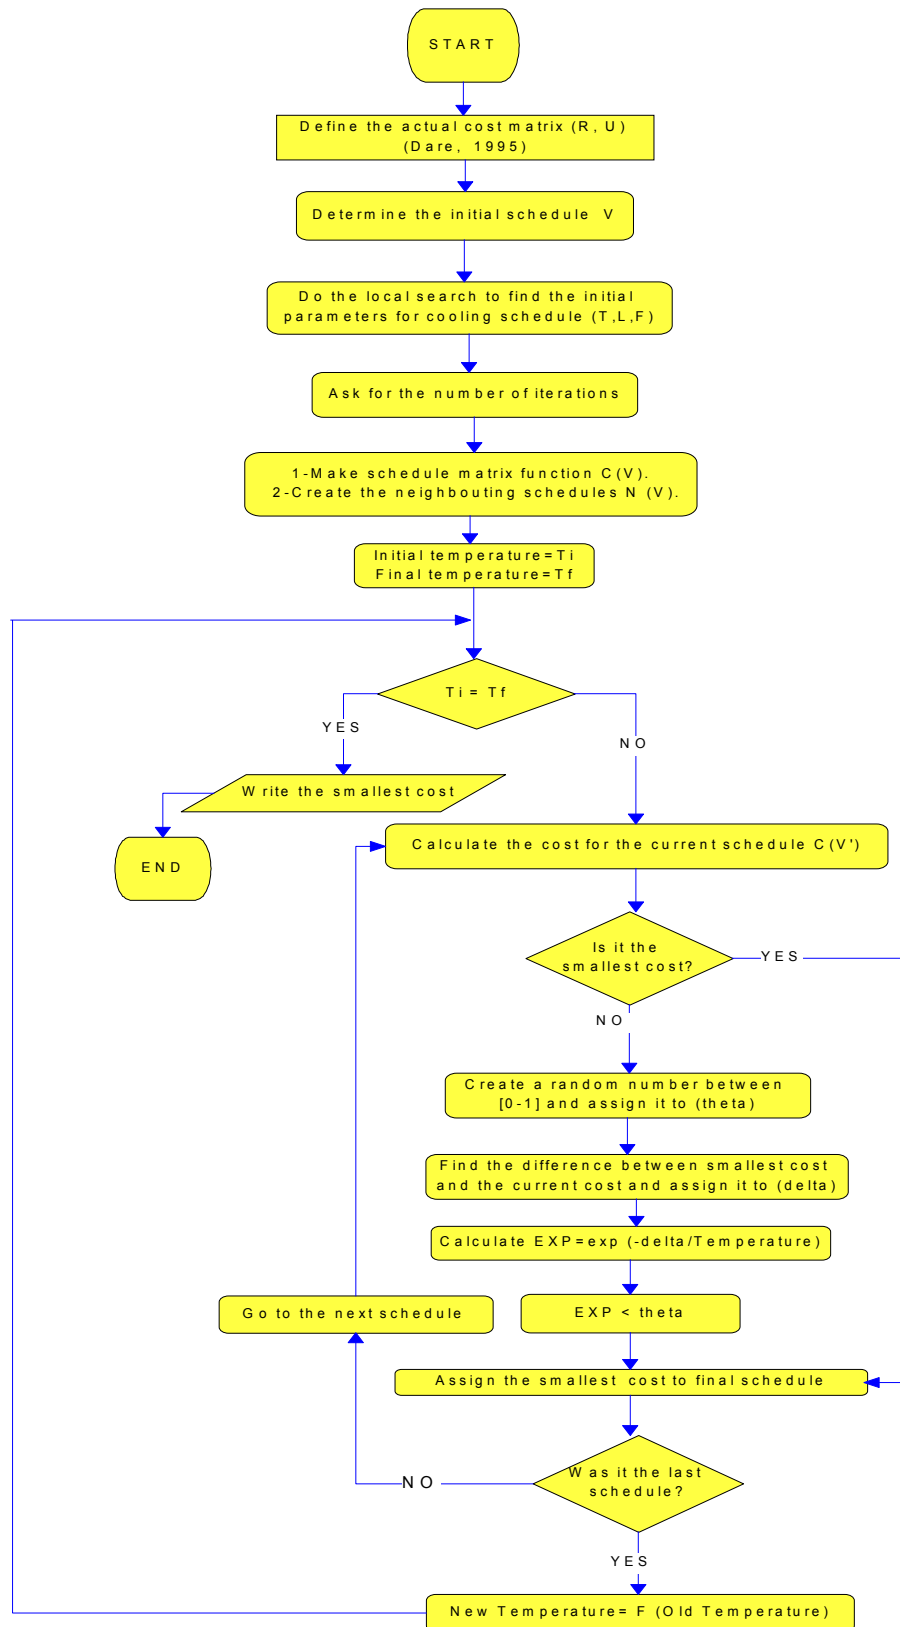 START
Define the actual cost matrix (R, U)
(Dare, 1995)
Determine the initial schedule V
Do the local search to find the initial
parameters for cooling schedule (T,L,F)
Ask for the number of iterations
1-Make schedule matrix function C(V).
2-Create the neighbouting schedules N (V).
Initial temperature=Ti
Final temperature=Tf
Ti = Tf
YES
NO
Write the smallest cost
Calculate the cost for the current schedule C(V')
END
Is it the
smallest cost?
YES
NO
Create a random number between
[0-1] and assign it to (theta)
Find the difference between smallest cost
and the current cost and assign it to (delta)
Calculate EXP=exp (-delta/Temperature)
Go to the next schedule
EXP < theta
Assign the smallest cost to final schedule
Was it the last
schedule?
NO
YES
New Temperature= F (Old Temperature)